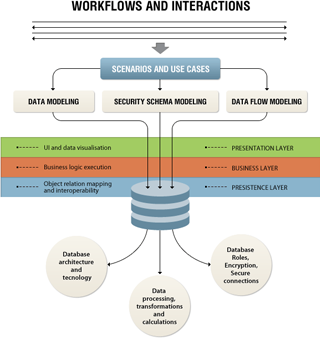 WORKFLOWS AND INTERACTIONS
SCENARIOS AND USE CASES
DATA MODELING
SECURITY SCHEMA MODELING
DATA FLOW MODELING
UI and data visualisation
PRESENTATION LAYER
Business logic execution
BUSINESS LAYER
Object relation mapping
and interoperability
PRESISTENCE LAYER
Database
architecture
and
tecnology
Data
processing,
transformations
and
calculations
Database
Roles,
Encryption,
Secure
connections